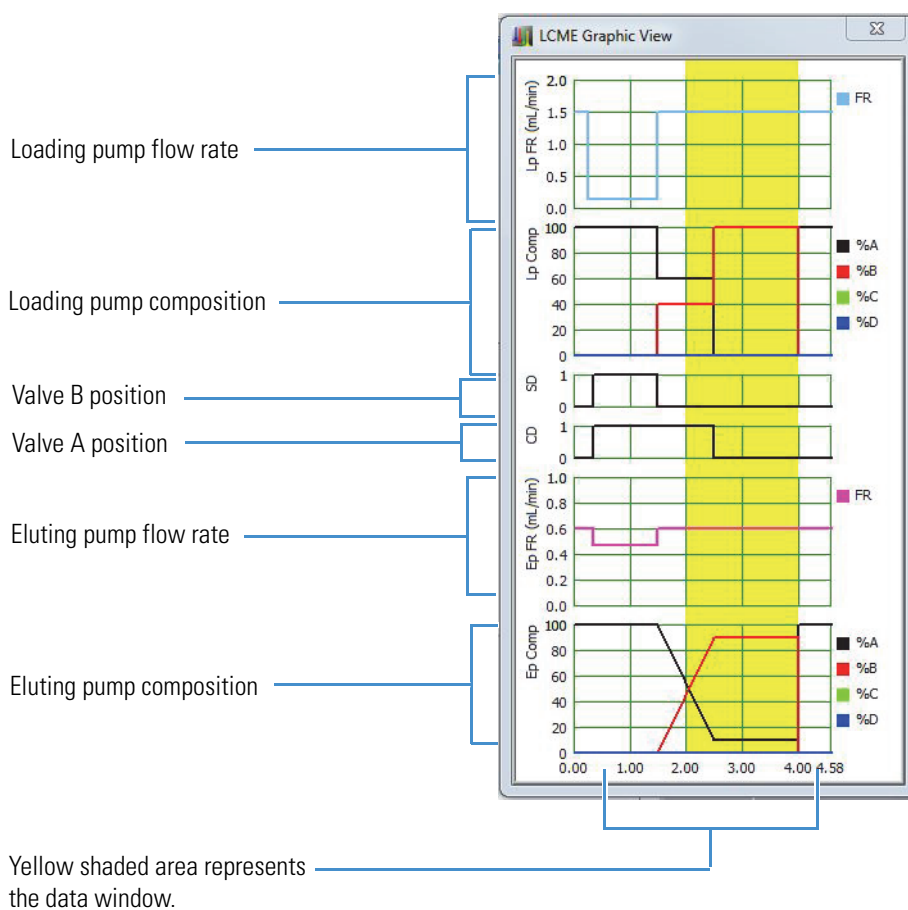 LCME Graphic View
Loading pump flow rate
Lp FR (mL/min)
2.0
1.5
1.0
0.5
0.0
FR
Loading pump composition
Lp Comp
100
80
60
40
20
0
%A
%B
%C
%D
Valve B position
SD
1
0
Valve A position
CD
1
0
Eluting pump flow rate
Ep FR (mL/min)
1.0
0.8
0.6
0.4
0.2
0.0
FR
Eluting pump composition
Ep Comp
100
80
60
40
20
0
%A
%B
%C
%D
0.00 1.00 2.00 3.00 4.00 4.58
Yellow shaded area represents
the data window.